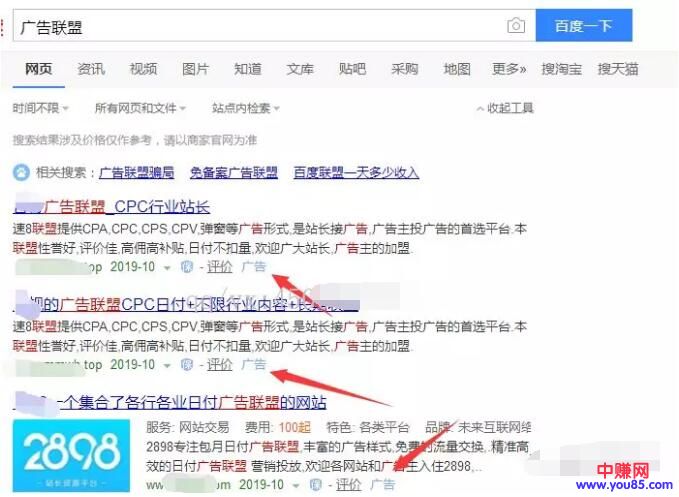 广告联盟
百度一下
网页 资讯 视频 图片 知道 文库 贴吧 采购 地图 更多» 搜淘宝 搜天猫
时间不限 所有网页和文件 站点内检索 收起工具
搜索结果涉及价格仅作参考，请以商家官网为准
相关搜索： 广告联盟骗局 免备案广告联盟 百度联盟一天多少收入
广告联盟_CPC行业站长
速8联盟提供CPA,CPC,CPS,CPV,弹窗等广告形式,是站长接广告,广告主投广告的首选平台.本
联盟性誉好,评价佳,高佣高补贴,日付不扣量,欢迎广大站长,广告主的加盟.
.top 2019-10 保 - 评价 广告
的广告联盟CPC日付+不限行业内容+长期联盟
速8联盟提供CPA,CPC,CPS,CPV,弹窗等广告形式,是站长接广告,广告主投广告的首选平台.本
联盟性誉好,评价佳,高佣高补贴,日付不扣量,欢迎广大站长,广告主的加盟.
.top 2019-10 保 - 评价 广告
一个集合了各行各业日付广告联盟的网站
2898
站长资源平台
服务: 网站交易 费用: 100起 特色: 各类平台 品牌: 未来互联网络
2898专注包月日付广告联盟,丰富的广告样式,免费的流量交换,.精准高
效的日付广告联盟 营销投放,欢迎各网站和广告主入住2898,..
.com 2019-10 保 评价 广告
中赚网
www.you85.com